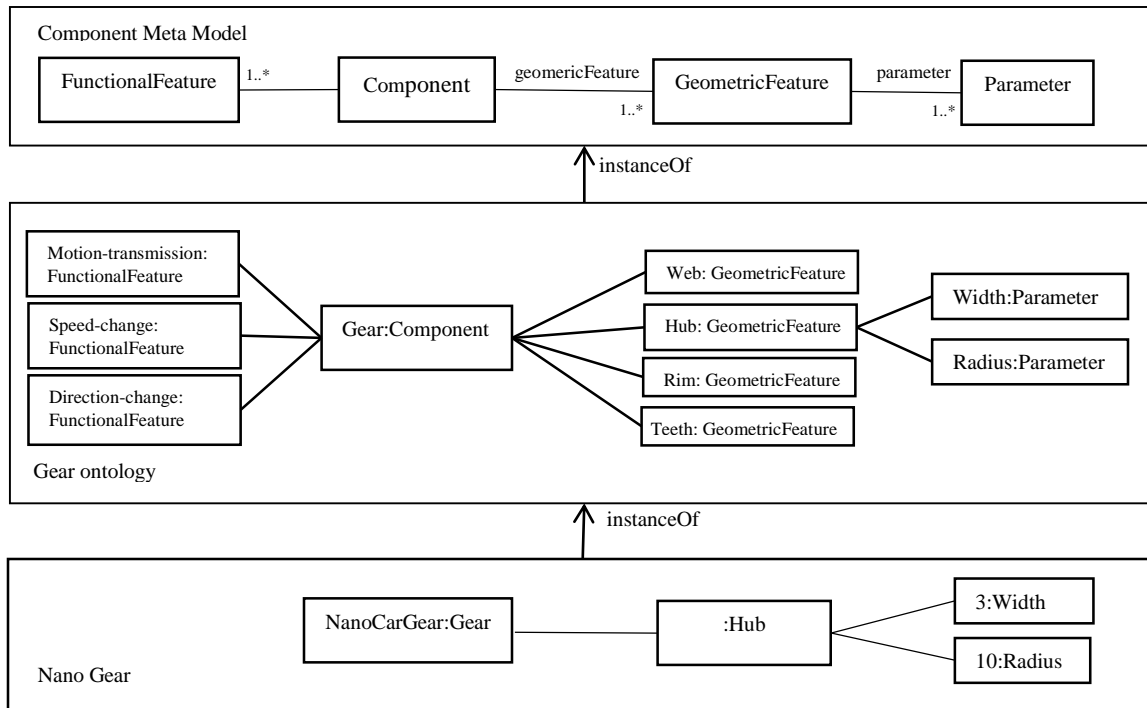 Component Meta Model
FunctionalFeature
1..*
Component
geomericFeature
1..*
GeometricFeature
parameter
1..*
Parameter
instanceOf
Motion-transmission:
FunctionalFeature
Speed-change:
FunctionalFeature
Direction-change:
FunctionalFeature
Gear:Component
Web: GeometricFeature
Hub: GeometricFeature
Rim: GeometricFeature
Teeth: GeometricFeature
Width:Parameter
Radius:Parameter
Gear ontology
instanceOf
NanoCarGear:Gear
:Hub
3:Width
10:Radius
Nano Gear